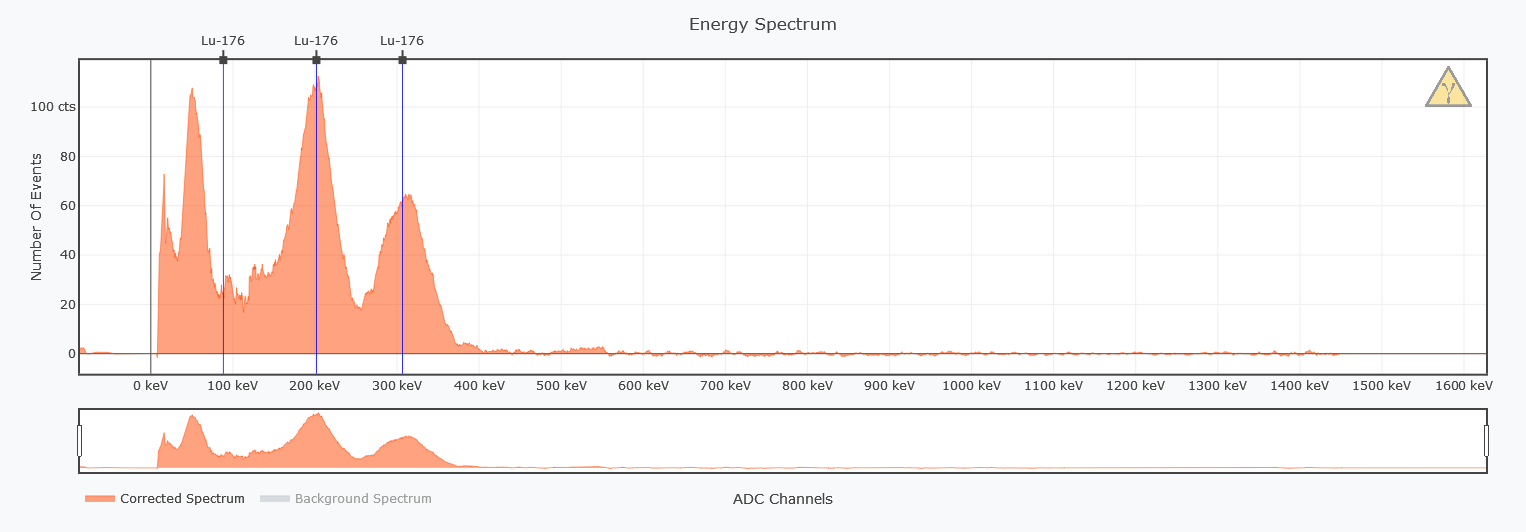 Energy Spectrum
Lu-176 Lu-176 Lu-176
Number Of Events
100 cts
80
60
40
20
0
0 keV 100 keV 200 keV 300 keV 400 keV 500 keV 600 keV 700 keV 800 keV 900 keV 1000 keV 1100 keV 1200 keV 1300 keV 1400 keV 1500 keV 1600 keV
Corrected Spectrum Background Spectrum ADC Channels